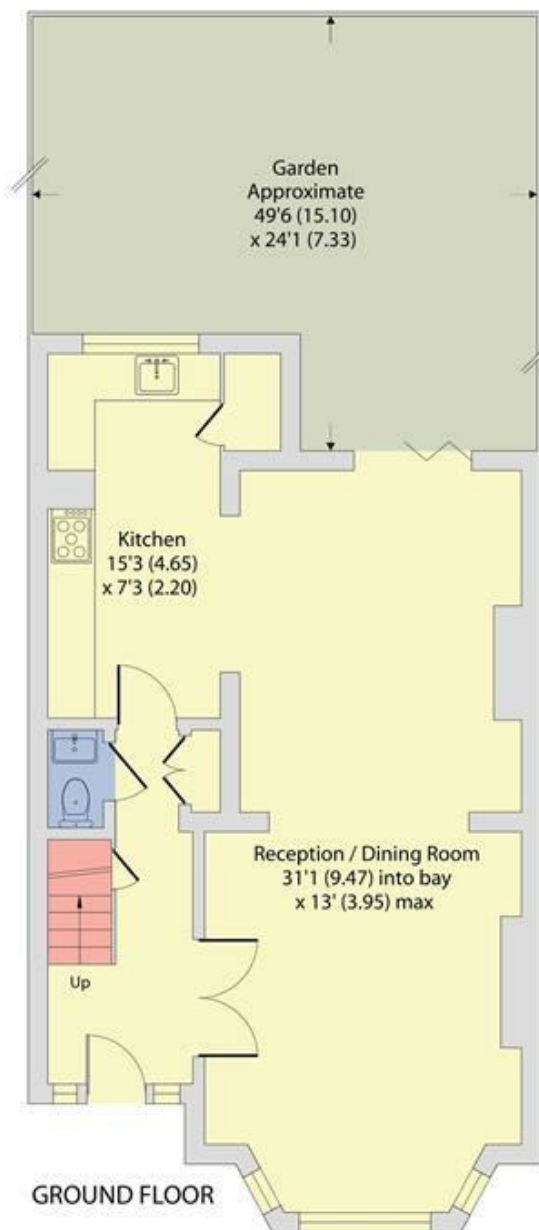 Garden
Approximate
49'6 (15.10)
x 24'1 (7.33)
Kitchen
15'3 (4.65)
x 7'3 (2.20)
Reception / Dining Room
31'1 (9.47) into bay
x 13' (3.95) max
Up
GROUND FLOOR